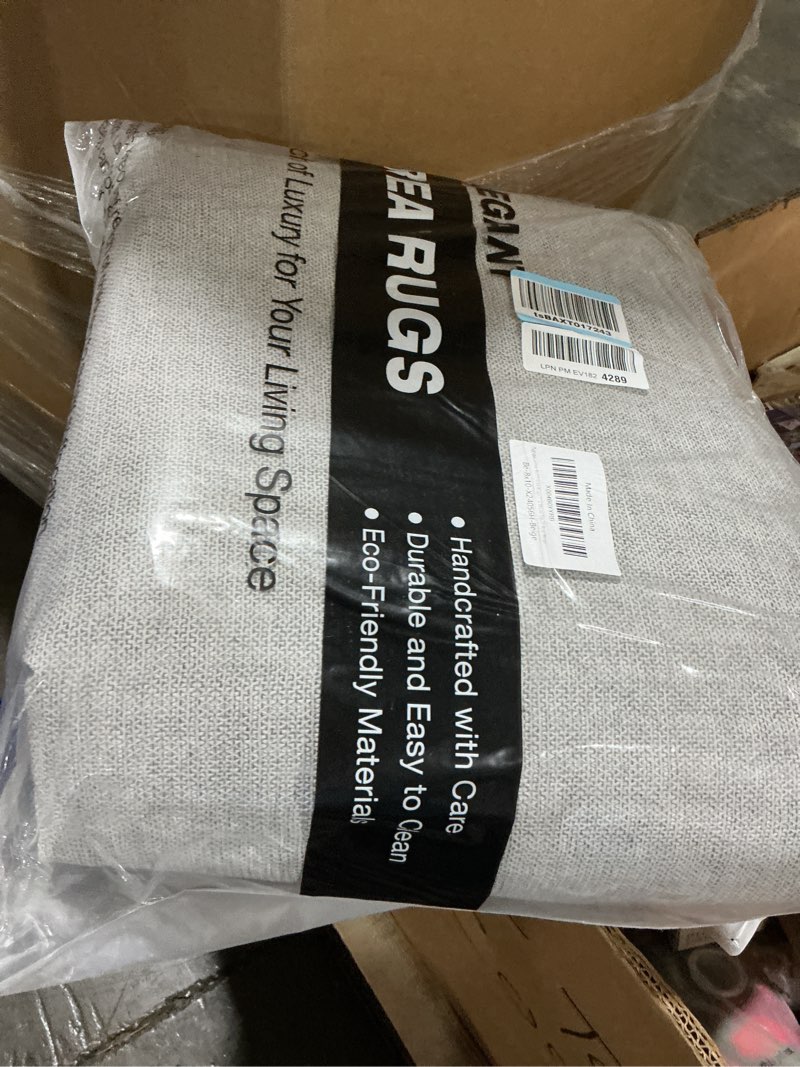 EGANT
REA RUGS
of Luxury for Your Living Space
• Handcrafted with Care
• Durable and Easy to Clean
• Eco-Friendly Materials
tsBAXT017243
LPN PM EV182 4289
Made In China